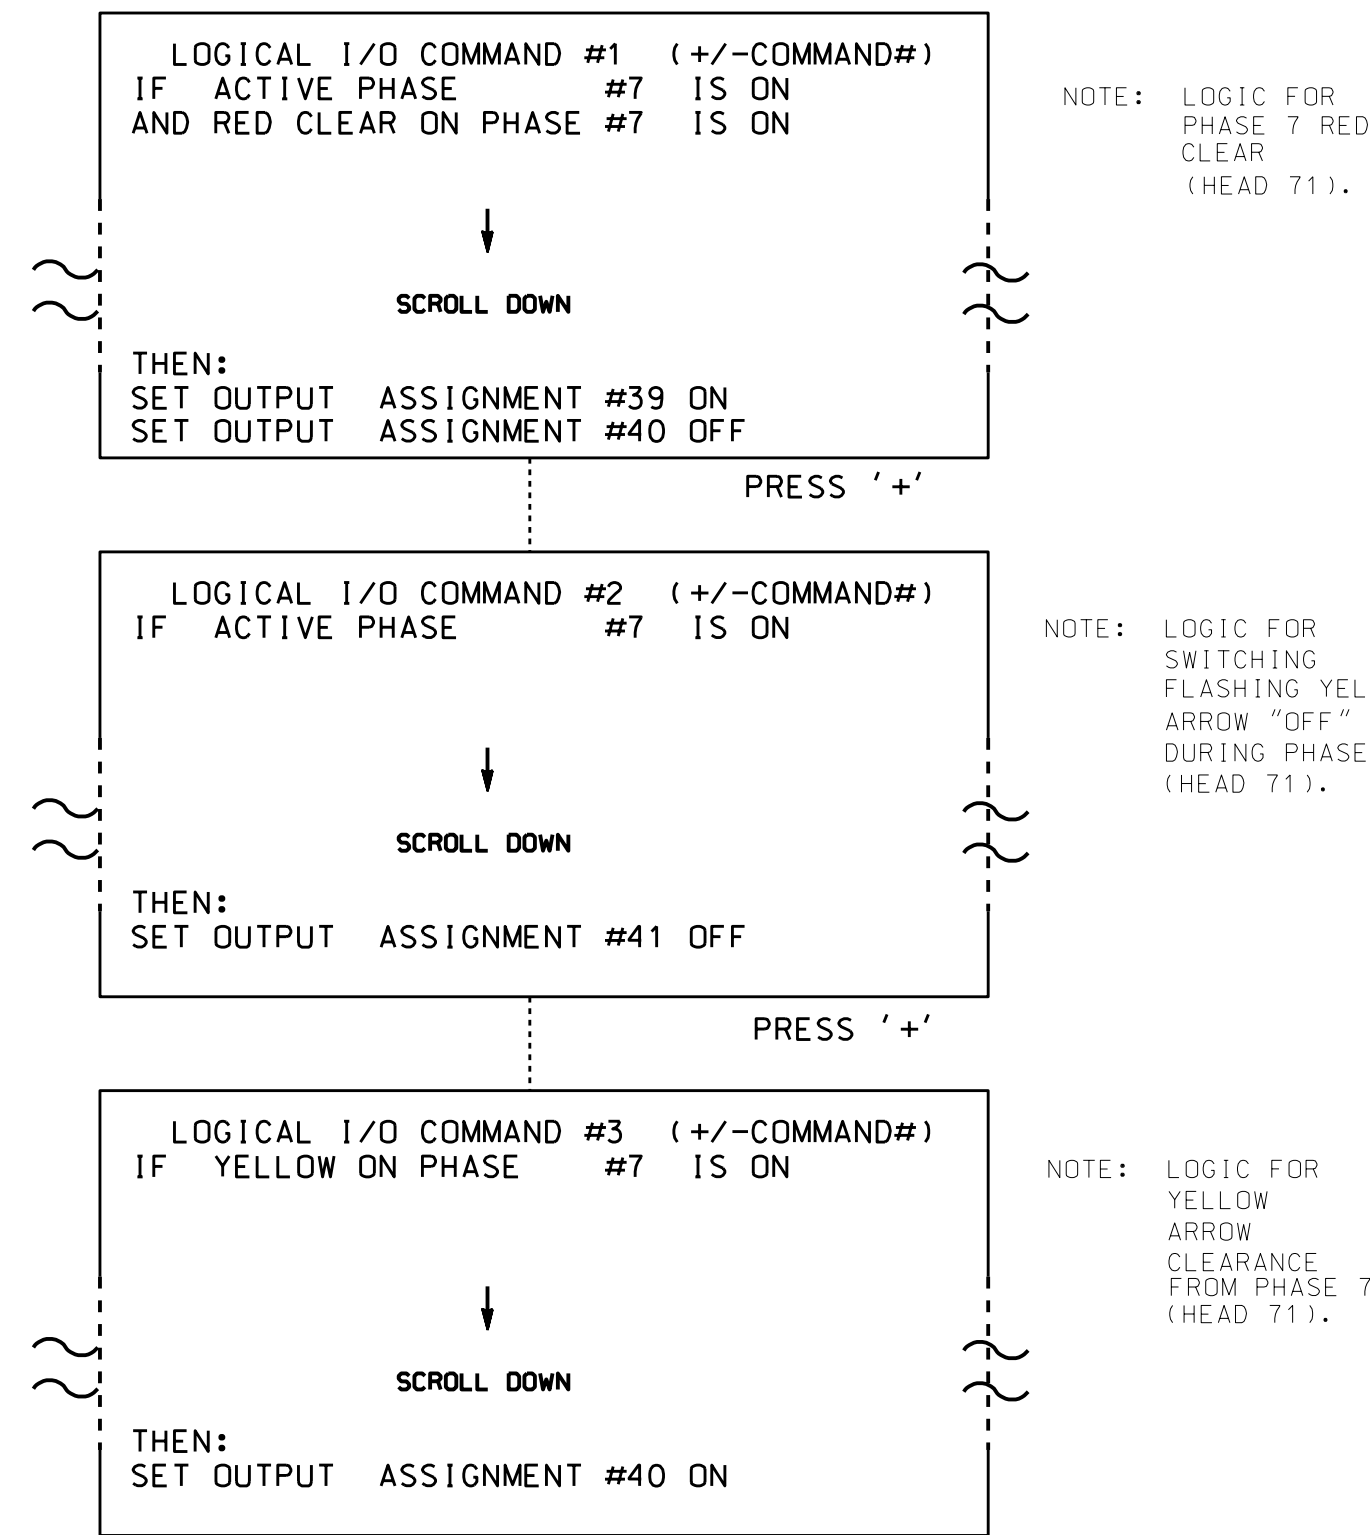 LOGICAL I/O COMMAND #1 (+/-COMMAND#)
IF ACTIVE PHASE #7 IS ON
AND RED CLEAR ON PHASE #7 IS ON
SCROLL DOWN
THEN:
SET OUTPUT ASSIGNMENT #39 ON
SET OUTPUT ASSIGNMENT #40 OFF
NOTE: LOGIC FOR
PHASE 7 RED
CLEAR
(HEAD 71).
PRESS '+'
LOGICAL I/O COMMAND #2 (+/-COMMAND#)
IF ACTIVE PHASE #7 IS ON
SCROLL DOWN
THEN:
SET OUTPUT ASSIGNMENT #41 OFF
NOTE: LOGIC FOR
SWITCHING
FLASHING YEL
ARROW "OFF"
DURING PHASE
(HEAD 71).
PRESS '+'
LOGICAL I/O COMMAND #3 (+/-COMMAND#)
IF YELLOW ON PHASE #7 IS ON
SCROLL DOWN
THEN:
SET OUTPUT ASSIGNMENT #40 ON
NOTE: LOGIC FOR
YELLOW
ARROW
CLEARANCE
FROM PHASE 7
(HEAD 71).